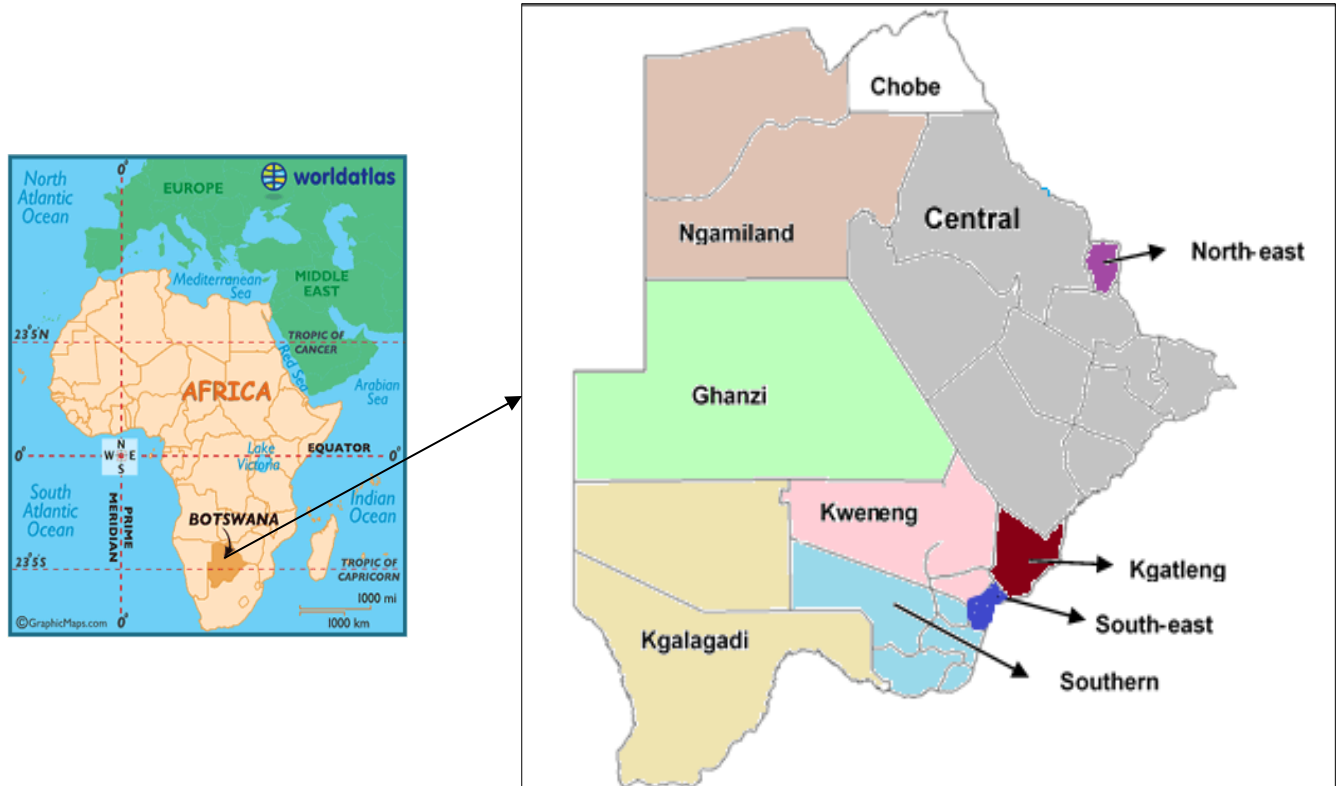 North
Atlantic
Ocean
0°
EUROPE
worldatlas
Mediterranean
Sea
MIDDLE
EAST
23°5'N
TROPIC OF
CANCER
Red Sea
AFRICA
Arabian
Sea
N
W E
S
0°
Lake
Victoria
EQUATOR
0°
South
Atlantic
Ocean
PRIME
MERIDIAN
Indian
Ocean
BOTSWANA
23°5'S
TROPIC OF
CAPRICORN
1000 mi
1000 km
©GraphicMaps.com
0°
Chobe
Ngamiland
Central
North-east
Ghanzi
Kweneng
Kgatleng
South-east
Kgalagadi
Southern